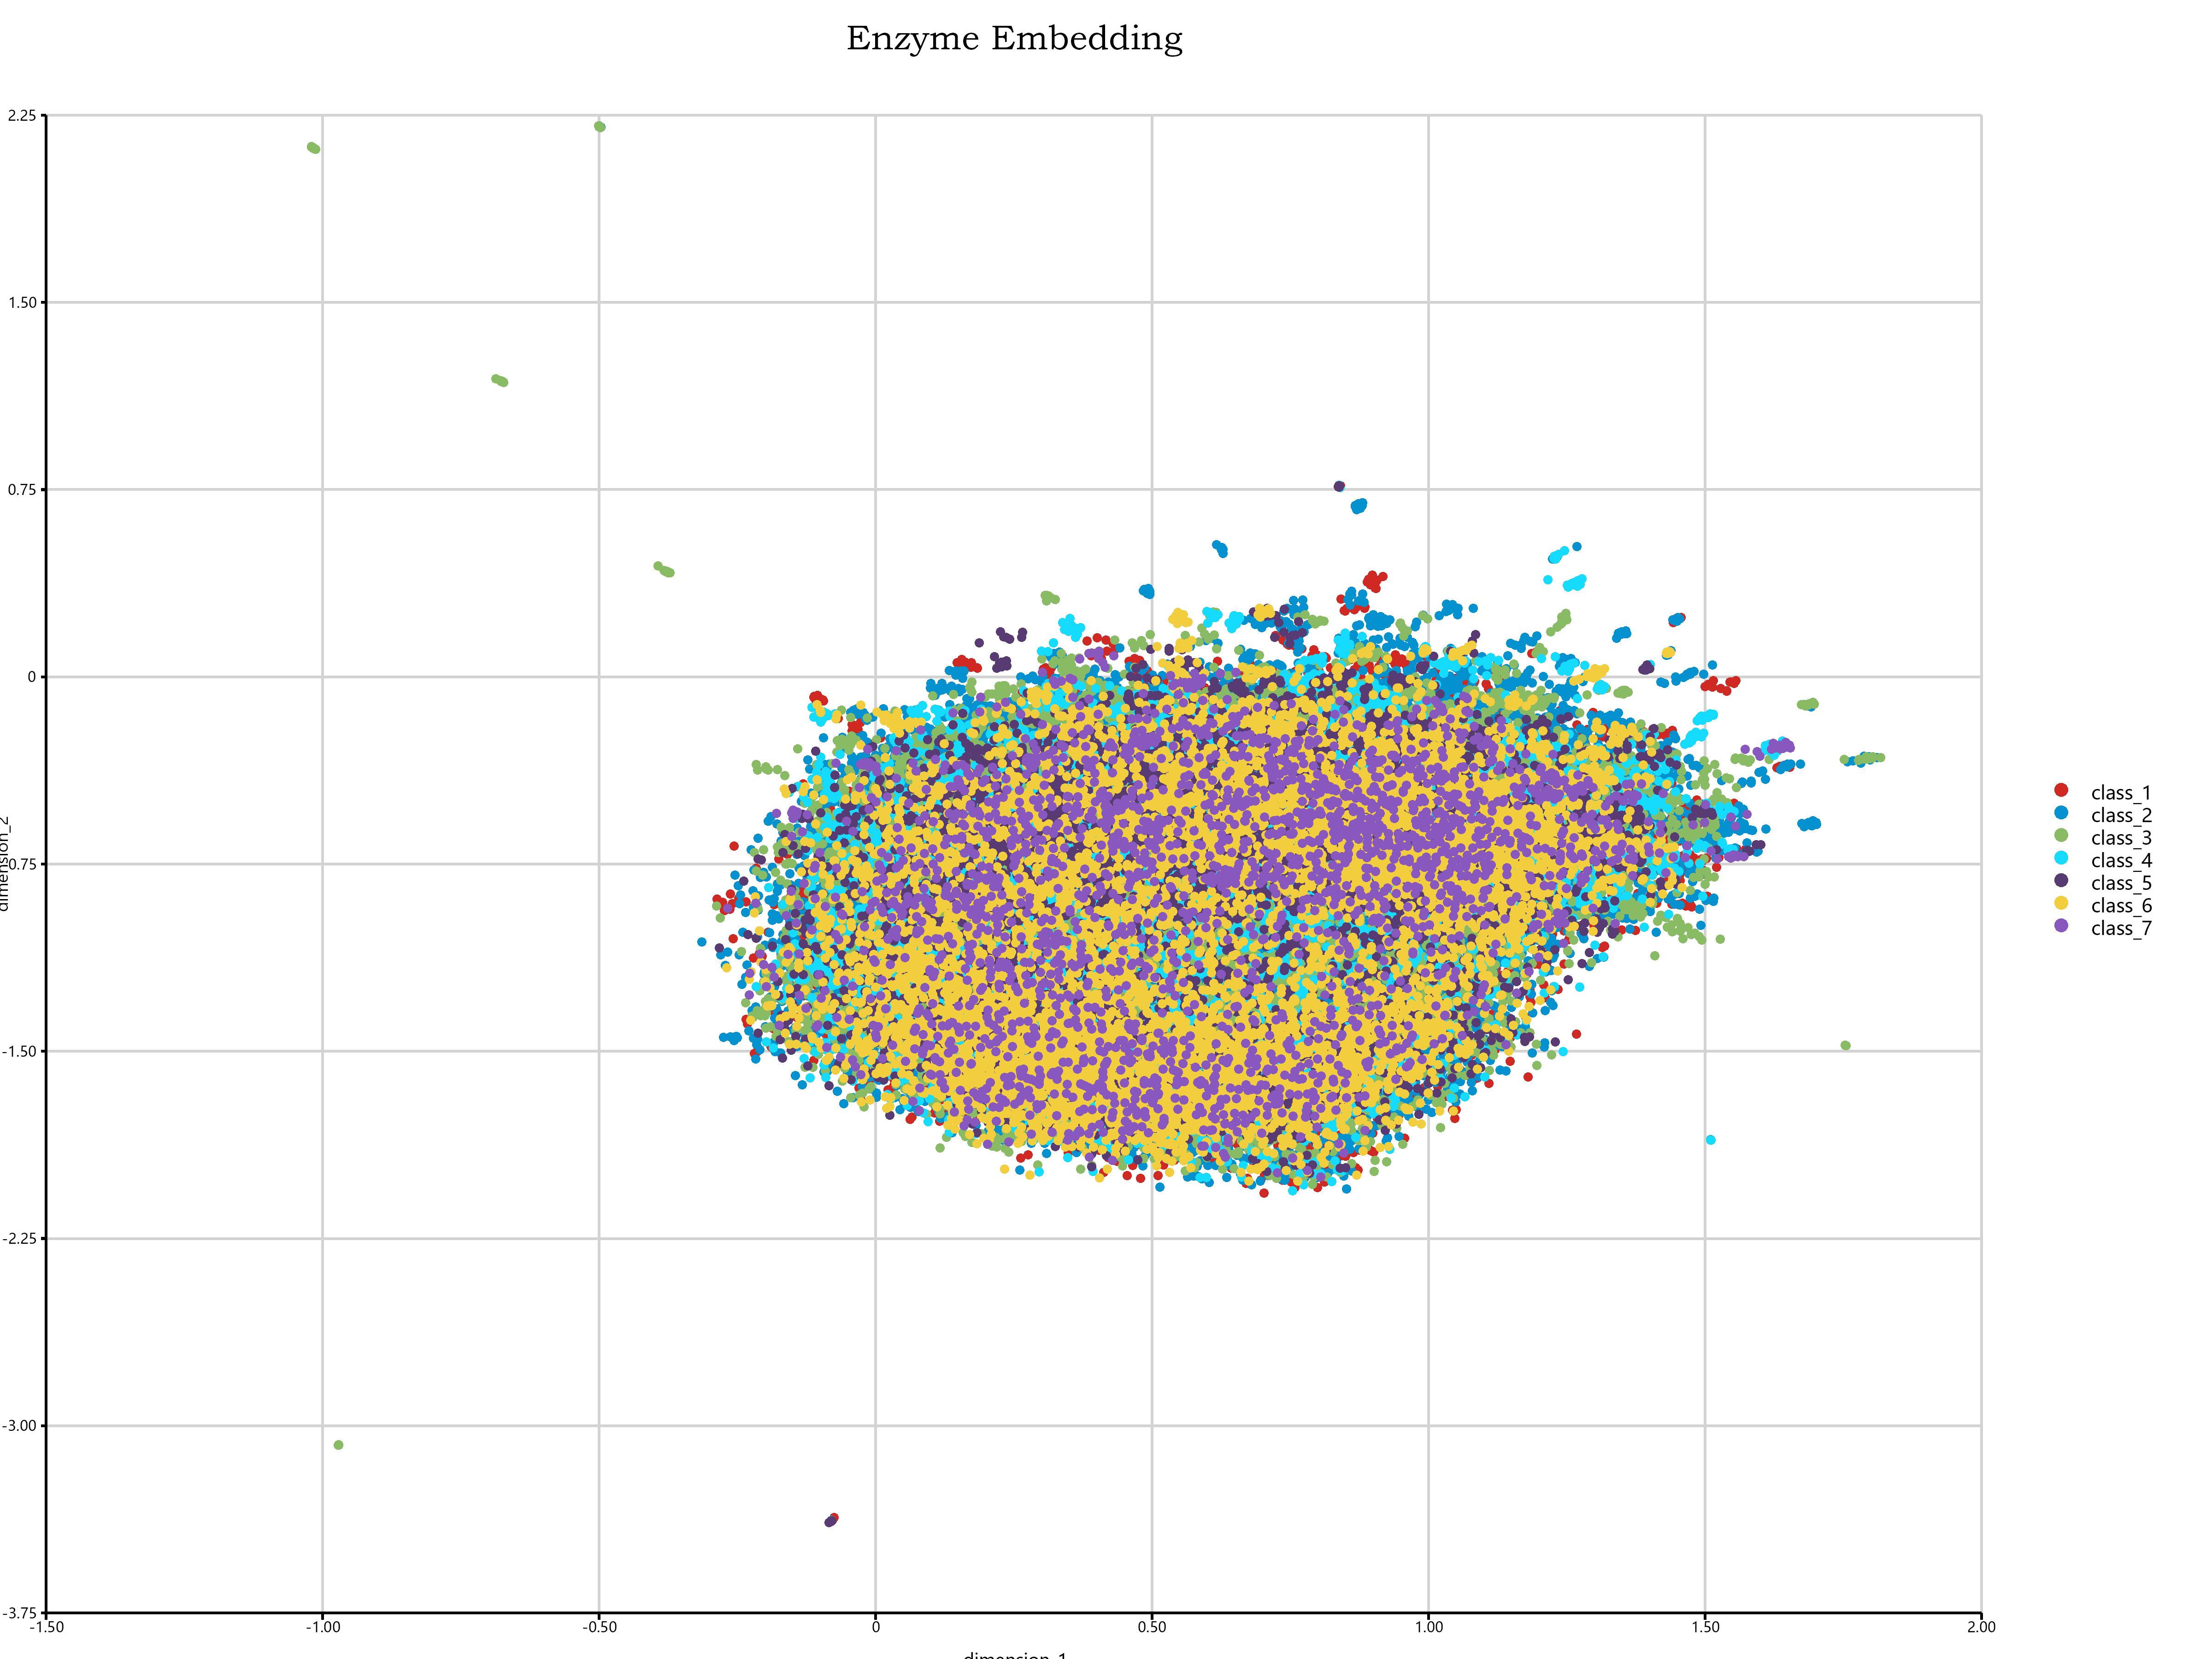 Enzyme Embedding
2.25
1.50
0.75
0
-0.75
-1.50
-2.25
-3.00
-3.75
dimension_2
-1.50
-1.00
-0.50
0
0.50
1.00
1.50
2.00
dimension_1
class_1
class_2
class_3
class_4
class_5
class_6
class_7